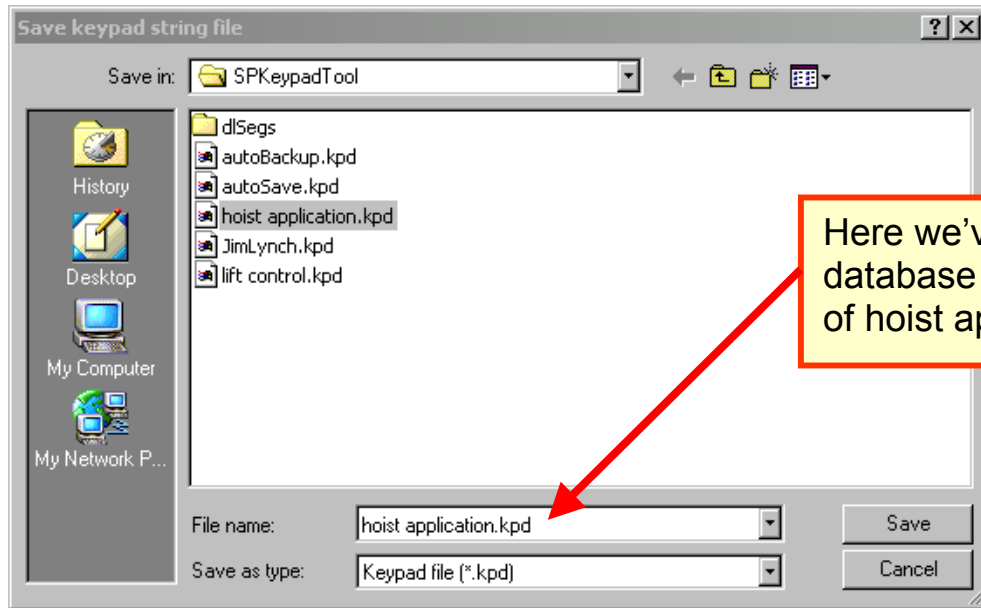 Save keypad string file
Save in: SPKeypadTool
dlSegs
autoBackup.kpd
autoSave.kpd
hoist application.kpd
JimLynch.kpd
lift control.kpd
History
Desktop
My Computer
My Network P...
Here we'v
database
of hoist ap
File name: hoist application.kpd Save
Save as type: Keypad file (*.kpd) Cancel